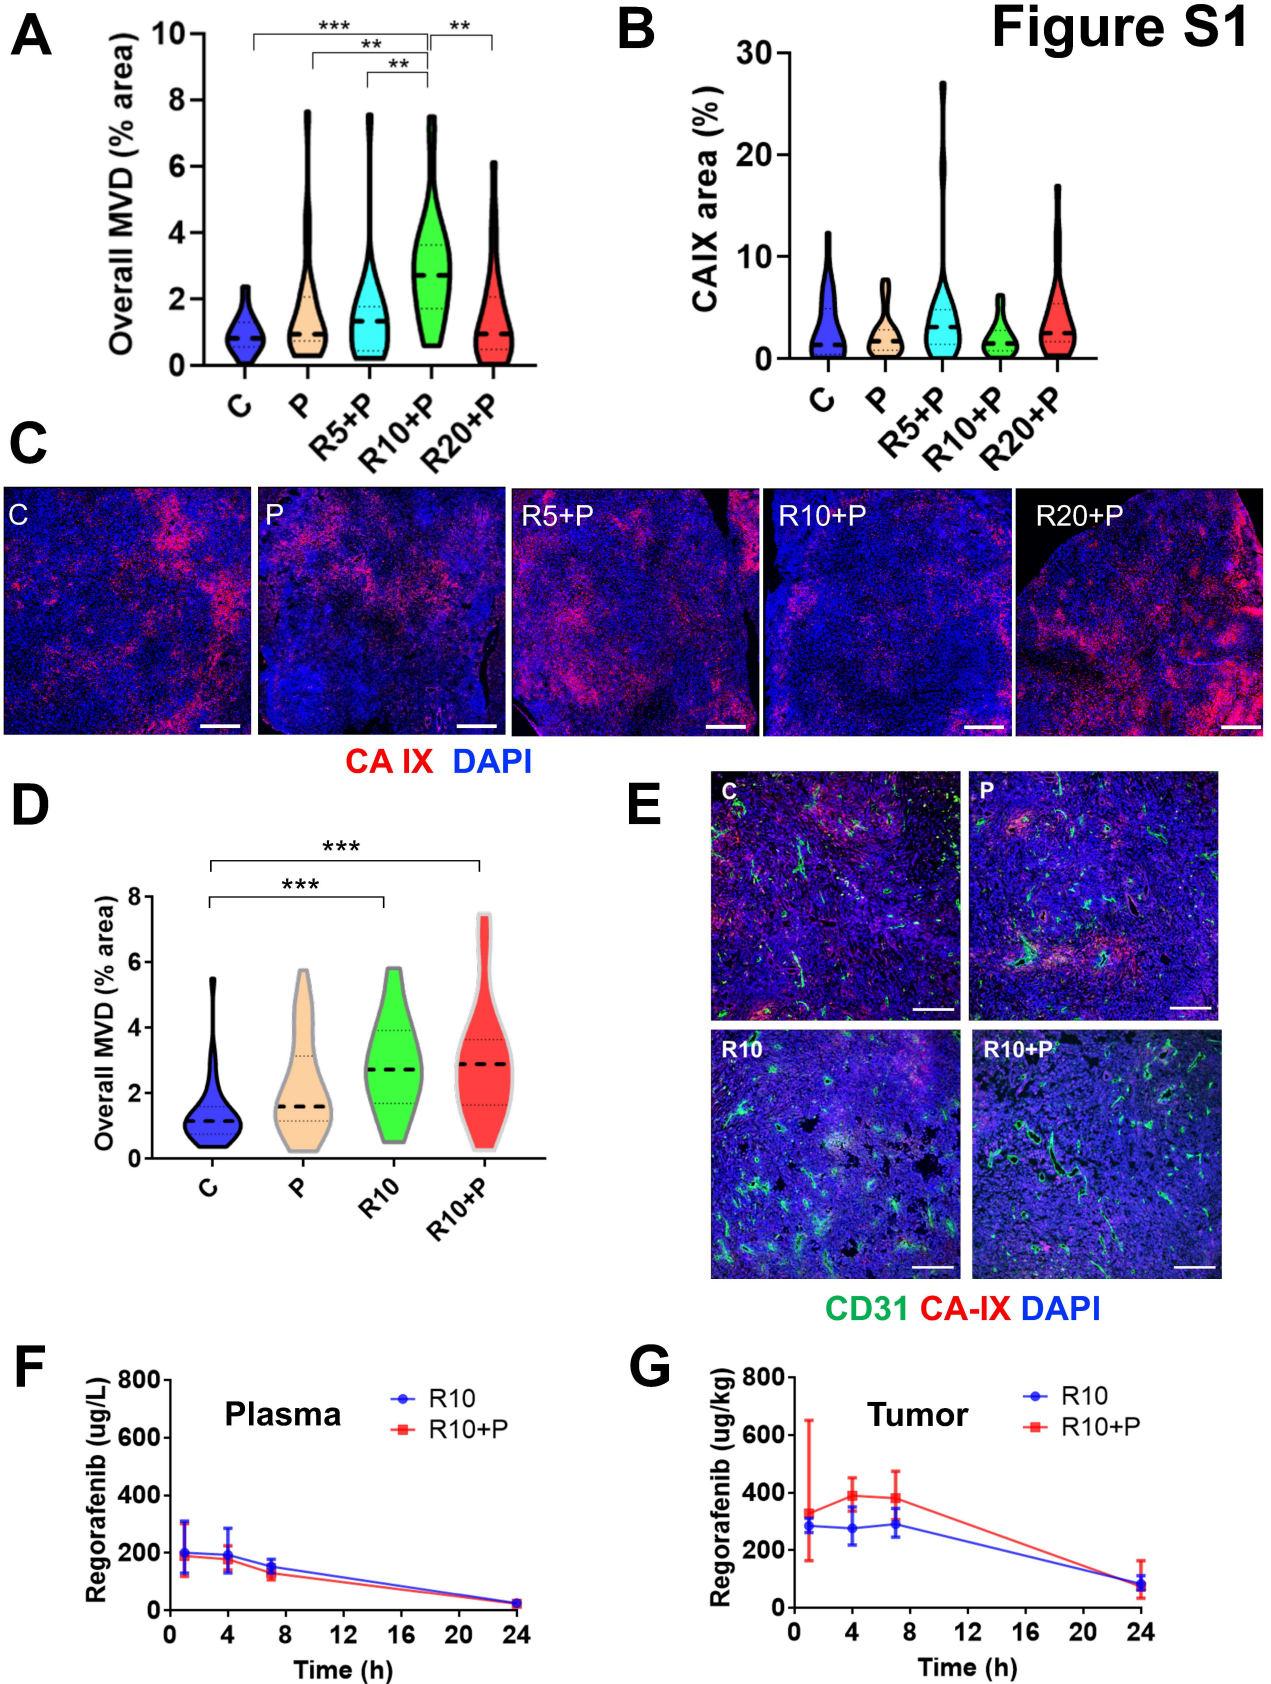 Figure S1
A
Overall MVD (% area)
10
8
6
4
2
0
***
**
**
**
C
P
R5+P
R10+P
R20+P
B
CAIX area (%)
30
20
10
0
C
P
R5+P
R10+P
R20+P
C
C
P
R5+P
R10+P
R20+P
CA IX DAPI
D
Overall MVD (% area)
8
6
4
2
0
***
***
C
P
R10
R10+P
E
C
P
R10
R10+P
CD31 CA-IX DAPI
F
Regorafenib (ug/L)
800
600
400
200
0
Plasma
R10
R10+P
0 4 8 12 16 20 24
Time (h)
G
Regorafenib (ug/kg)
800
600
400
200
0
Tumor
R10
R10+P
0 4 8 12 16 20 24
Time (h)